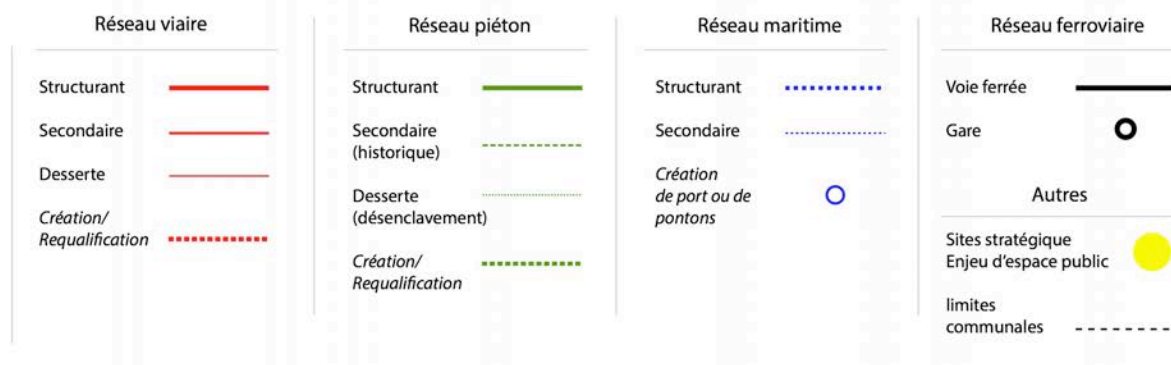 Réseau viaire
Structurant
Secondaire
Desserte
Création/
Requalification
Réseau piéton
Structurant
Secondaire
(historique)
Desserte
(désenclavement)
Création/
Requalification
Réseau maritime
Structurant
Secondaire
Création
de port ou de
pontons
Réseau ferroviaire
Voie ferrée
Gare
Autres
Sites stratégique
Enjeu d'espace public
limites
communales